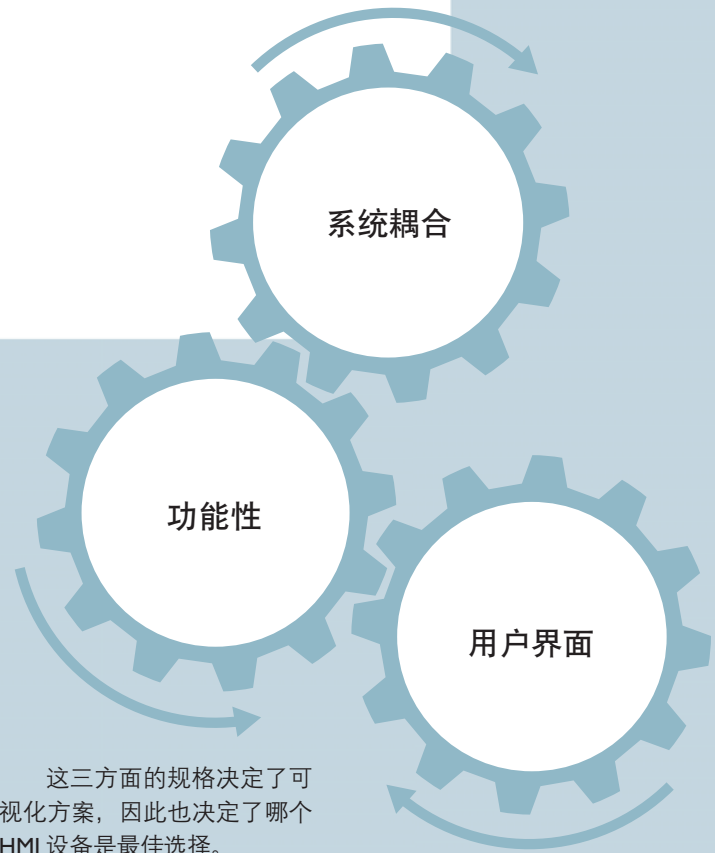 系统耦合
功能性
用户界面
这三方面的规格决定了可
视化方案，因此也决定了哪个
HMI 设备是最佳选择。